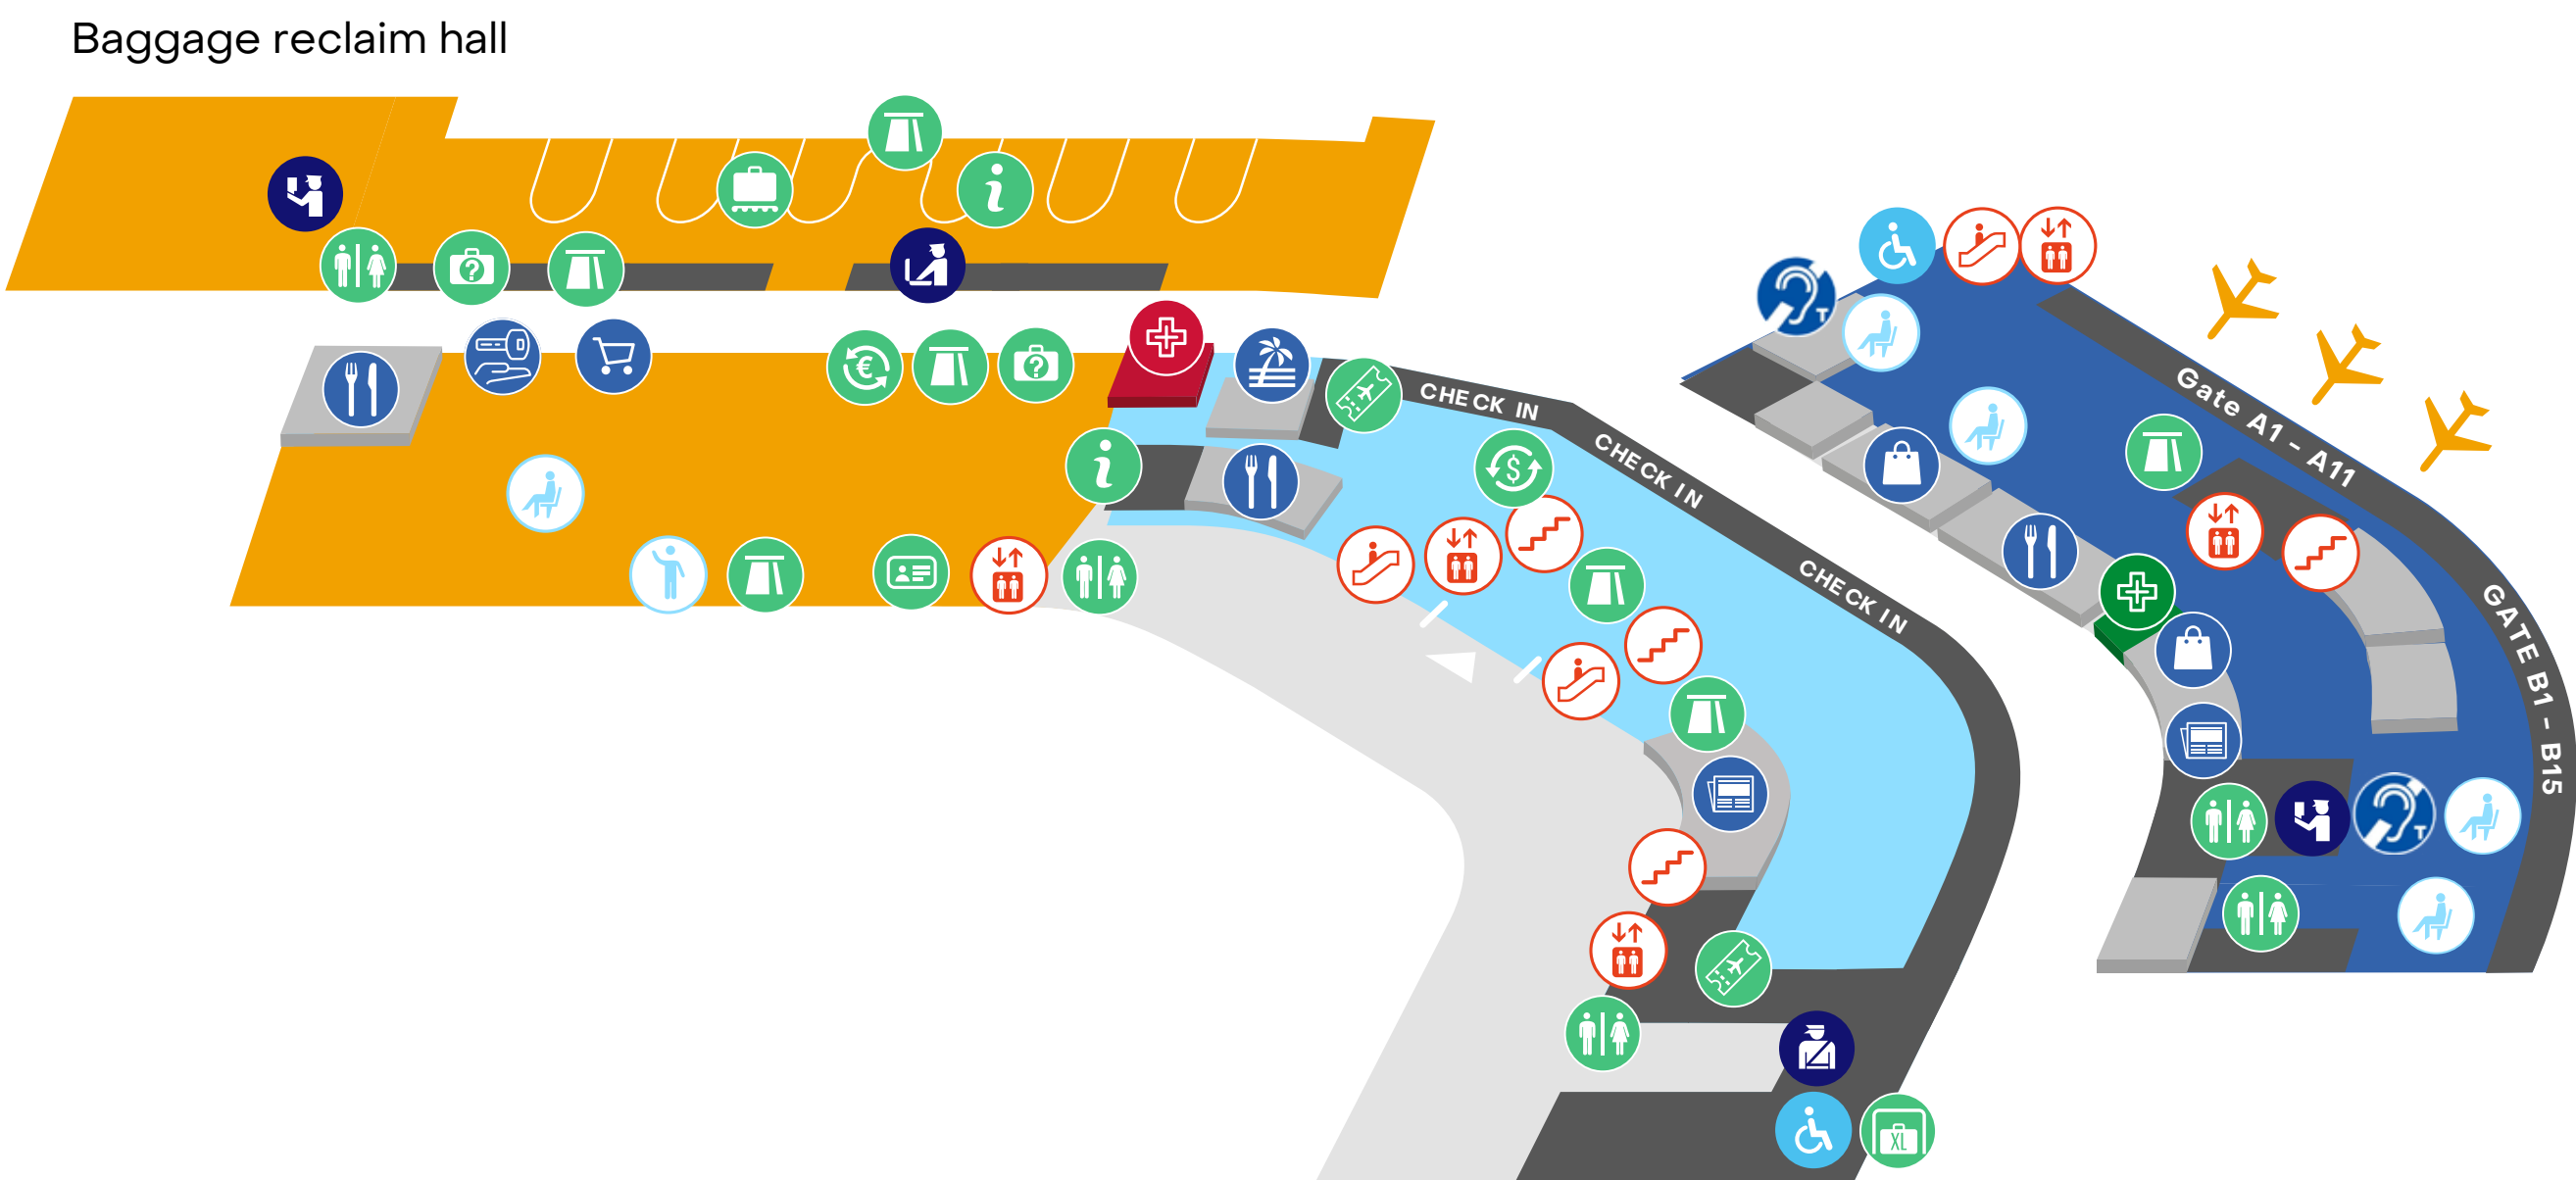 Baggage reclaim hall
CHECK IN
CHECK IN
CHECK IN
Gate A1 - A11
GATE B1 - B15
i
i
?
?
€
$
T
T
XL